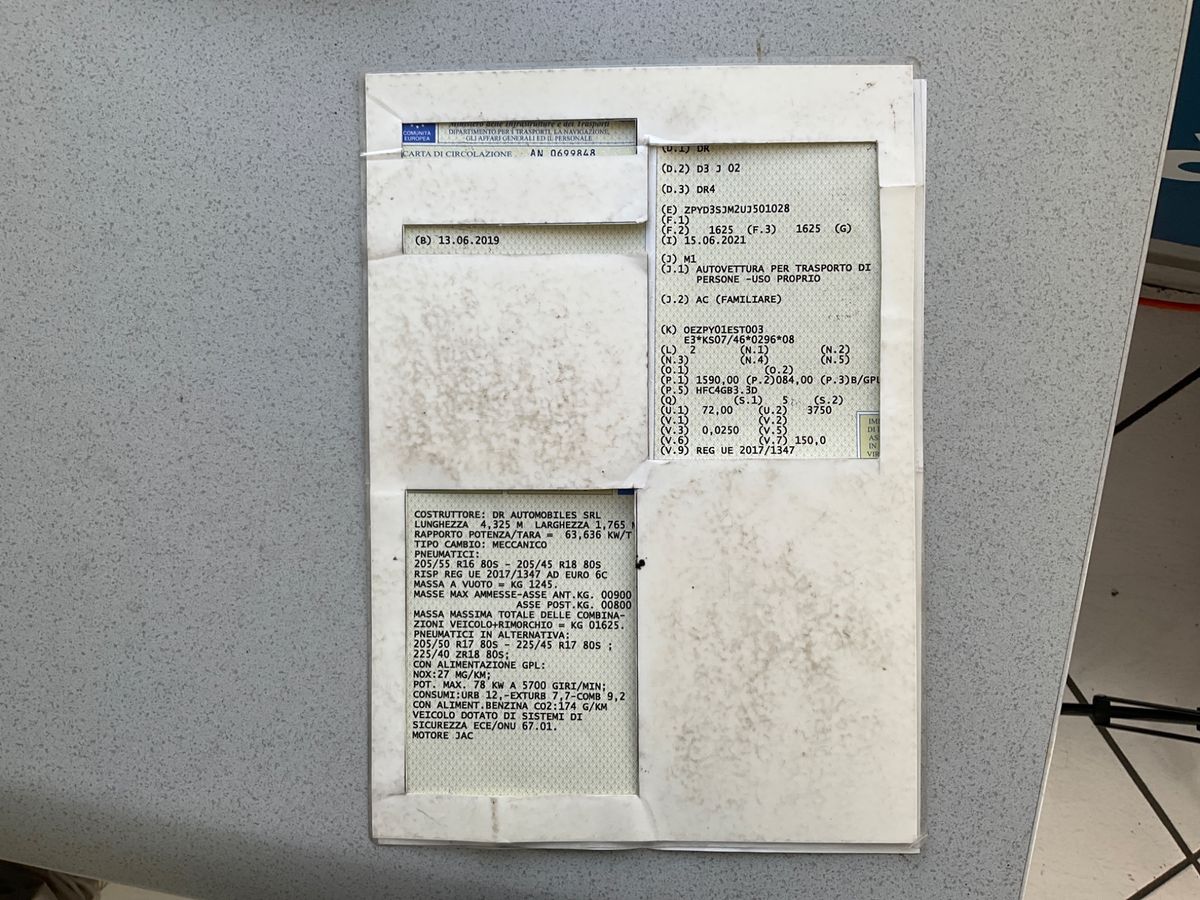 COMUNITÀ
EUROPEA
Ministero delle Infrastrutture e dei Trasporti
DIPARTIMENTO PER I TRASPORTI, LA NAVIGAZIONE,
GLI AFFARI GENERALI ED IL PERSONALE
CARTA DI CIRCOLAZIONE AN 0699848
(B) 13.06.2019
(D.1) DR
(D.2) D3 J 02
(D.3) DR4
(E) ZPYD3SJM2UJ501028
(F.1)
(F.2) 1625 (F.3) 1625 (G)
(I) 15.06.2021
(J) M1
(J.1) AUTOVETTURA PER TRASPORTO DI
PERSONE -USO PROPRIO
(J.2) AC (FAMILIARE)
(K) OEZPY01EST003
E3*KS07/46*0296*08
(L) 2 (N.1) (N.2)
(N.3) (N.4) (N.5)
(O.1) (O.2)
(P.1) 1590,00 (P.2)084,00 (P.3)B/GPL
(P.5) HFC4GB3.3D
(Q) (S.1) 5 (S.2)
(U.1) 72,00 (U.2) 3750
(V.1) (V.2)
(V.3) 0,0250 (V.5)
(V.6) (V.7) 150,0
(V.9) REG UE 2017/1347
COSTRUTTORE: DR AUTOMOBILES SRL
LUNGHEZZA 4,325 M LARGHEZZA 1,765 M
RAPPORTO POTENZA/TARA = 63,636 KW/T
TIPO CAMBIO: MECCANICO
PNEUMATICI:
205/55 R16 80S - 205/45 R18 80S
RISP REG UE 2017/1347 AD EURO 6C
MASSA A VUOTO = KG 1245.
MASSE MAX AMMESSE-ASSE ANT.KG. 00900
ASSE POST.KG. 00800
MASSA MASSIMA TOTALE DELLE COMBINA-
ZIONI VEICOLO+RIMORCHIO = KG 01625.
PNEUMATICI IN ALTERNATIVA:
205/50 R17 80S - 225/45 R17 80S ;
225/40 ZR18 80S;
CON ALIMENTAZIONE GPL:
NOX:27 MG/KM;
POT. MAX. 78 KW A 5700 GIRI/MIN;
CONSUMI:URB 12,-EXTURB 7,7-COMB 9,2
CON ALIMENT.BENZINA CO2:174 G/KM
VEICOLO DOTATO DI SISTEMI DI
SICUREZZA ECE/ONU 67.01.
MOTORE JAC